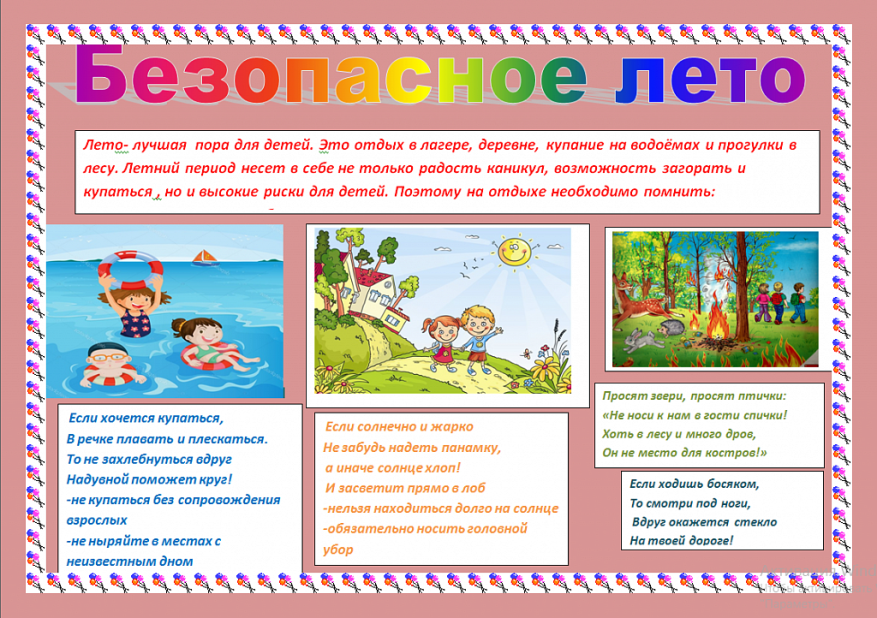 Безопасное лето
Лето- лучшая пора для детей. Это отдых в лагере, деревне, купание на водоёмах и прогулки в
лесу. Летний период несет в себе не только радость каникул, возможность загорать и
купаться , но и высокие риски для детей. Поэтому на отдыхе необходимо помнить:
Если хочется купаться,
В речке плавать и плескаться.
То не захлебнуться вдруг
Надувной поможет круг!
-не купаться без сопровождения
взрослых
-не ныряйте в местах с
неизвестным дном
Если солнечно и жарко
Не забудь надеть панамку,
а иначе солнце хлоп!
И засветит прямо в лоб
-нельзя находиться долго на солнце
-обязательно носить головной
убор
Просят звери, просят птички:
«Не носи к нам в гости спички!
Хоть в лесу и много дров,
Он не место для костров!»
Если ходишь босяком,
То смотри под ноги,
Вдруг окажется стекло
На твоей дороге!